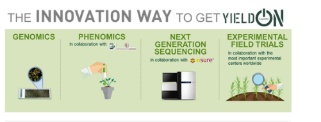 THE INNOVATION WAY TO GET YIELDON
GENOMICS
PHENOMICS
In collaboration with
NEXT
GENERATION
SEQUENCING
In collaboration with
EXPERIMENTAL
FIELD TRIALS
In collaboration with the
most important experimental
centers worldwide